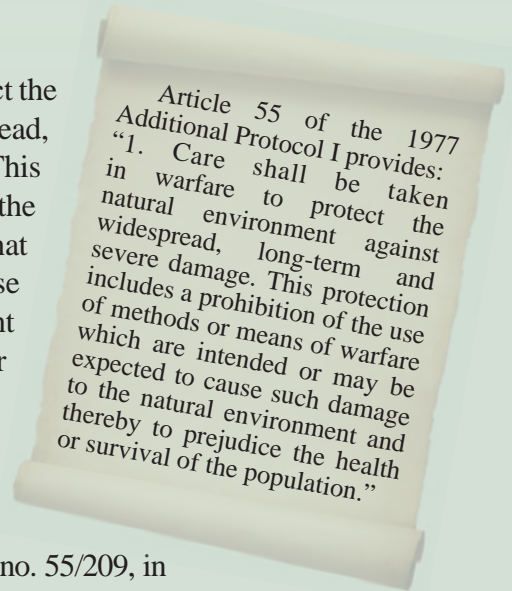 ct the
ead,
This
the
hat
se
nt
r
Article 55 of the 1977
Additional Protocol I provides:
“1. Care shall be taken
in warfare to protect the
natural environment against
widespread, long-term and
severe damage. This protection
includes a prohibition of the use
of methods or means of warfare
which are intended or may be
expected to cause such damage
to the natural environment and
thereby to prejudice the health
or survival of the population.”
no. 55/209, in